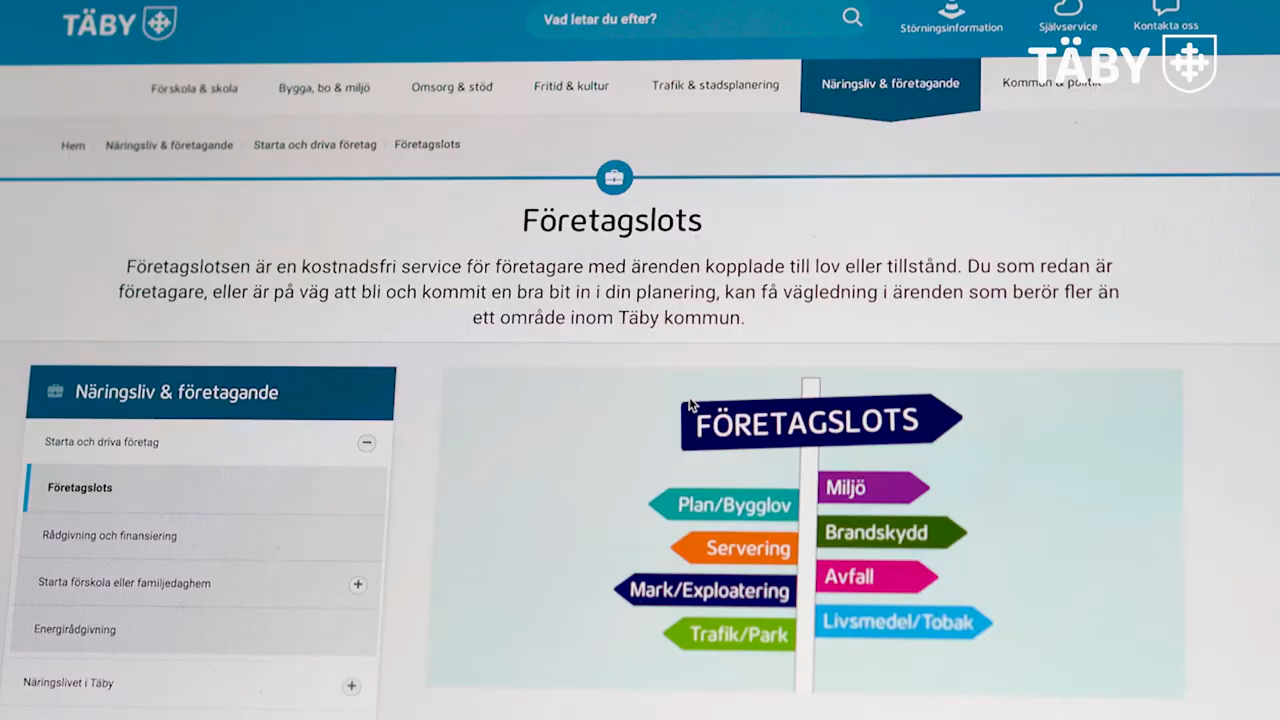 TÄBY
Vad letar du efter?
Störningsinformation
Självservice
Kontakta oss
TÄBY
Förskola & skola
Bygga, bo & miljö
Omsorg & stöd
Fritid & kultur
Trafik & stadsplanering
Näringsliv & företagande
Kommun & politik
Hem / Näringsliv & företagande / Starta och driva företag / Företagslots
Företagslots
Företagslotsen är en kostnadsfri service för företagare med ärenden kopplade till lov eller tillstånd. Du som redan är
företagare, eller är på väg att bli och kommit en bra bit in i din planering, kan få vägledning i ärenden som berör fler än
ett område inom Täby kommun.
Näringsliv & företagande
Starta och driva företag
Företagslots
Rådgivning och finansiering
Starta förskola eller familjedaghem
Energirådgivning
Näringslivet i Täby
FÖRETAGSLOTS
Plan/Bygglov
Servering
Mark/Exploatering
Trafik/Park
Miljö
Brandskydd
Avfall
Livsmedel/Tobak